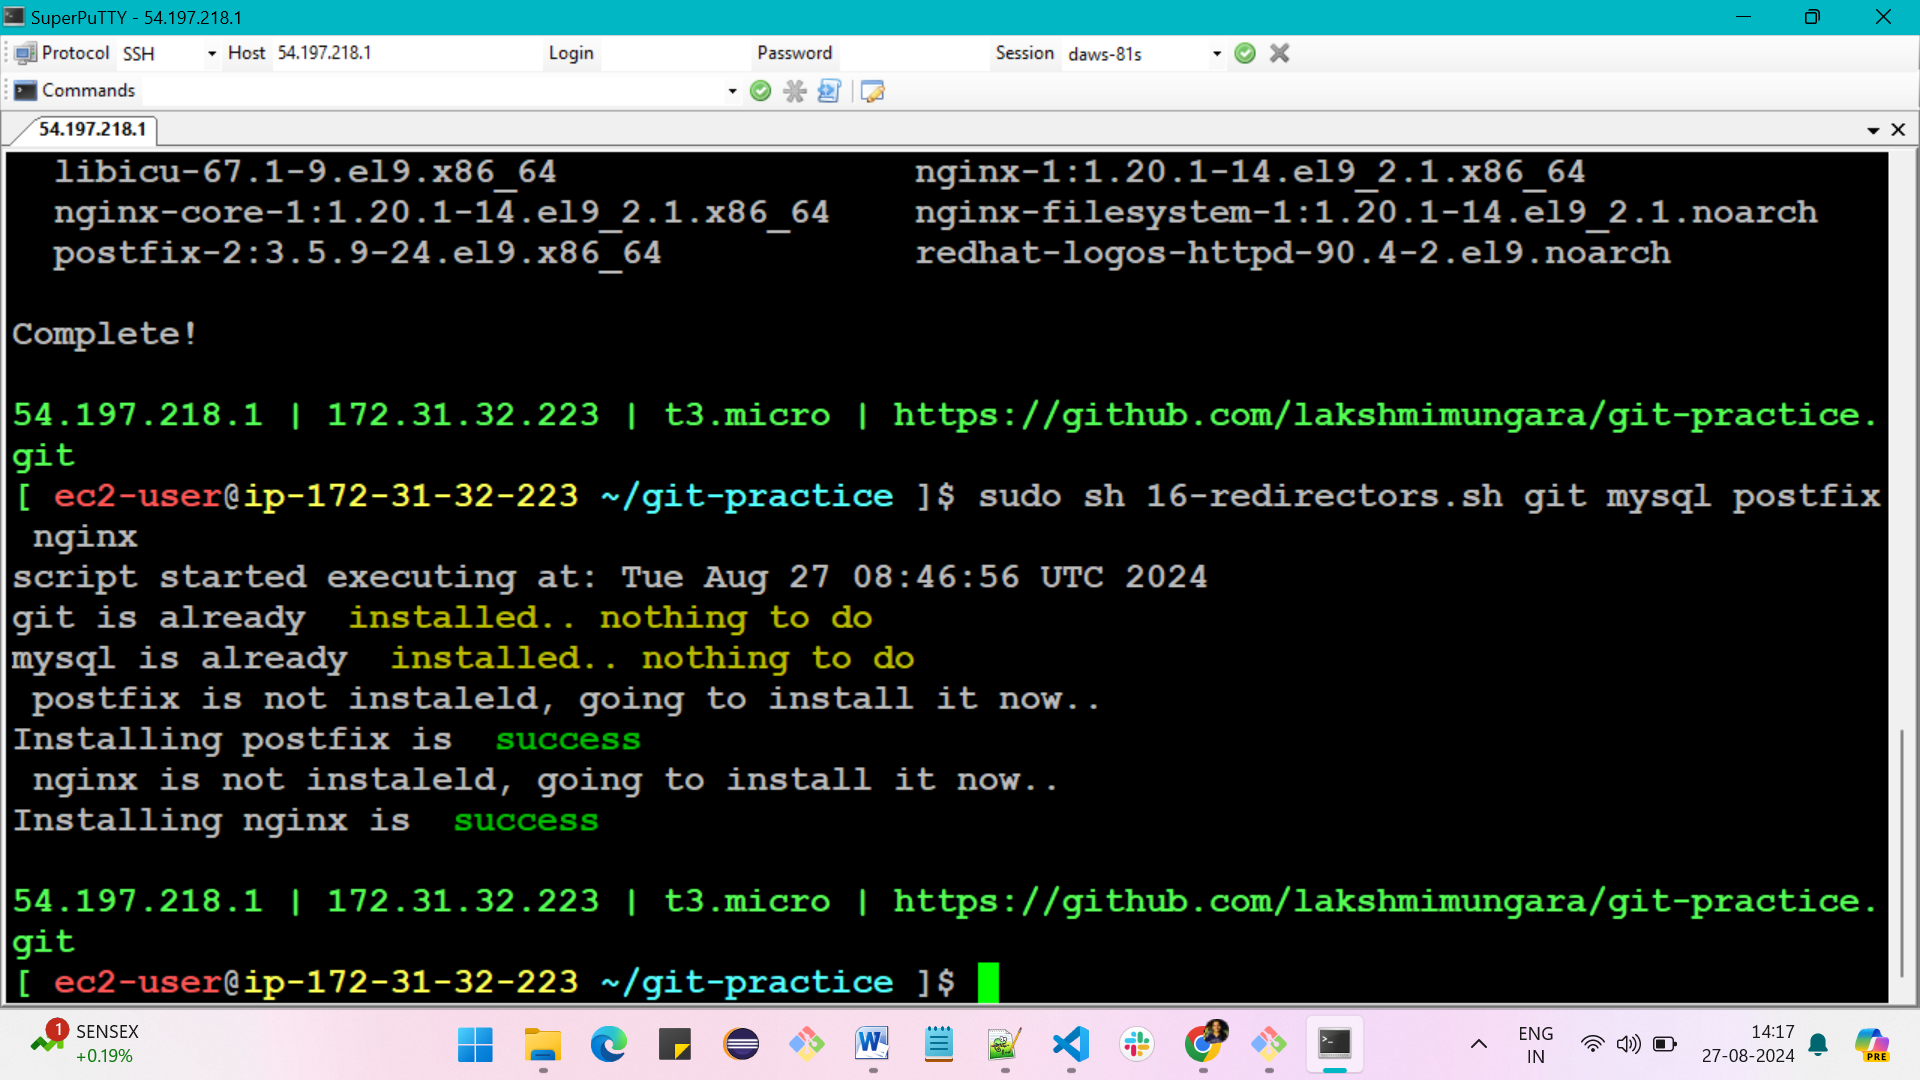 SuperPuTTY - 54.197.218.1
Protocol SSH Host 54.197.218.1 Login Password Session daws-81s
Commands
54.197.218.1
libicu-67.1-9.el9.x86_64 nginx-1:1.20.1-14.el9_2.1.x86_64
nginx-core-1:1.20.1-14.el9_2.1.x86_64 nginx-filesystem-1:1.20.1-14.el9_2.1.noarch
postfix-2:3.5.9-24.el9.x86_64 redhat-logos-httpd-90.4-2.el9.noarch
Complete!
54.197.218.1 | 172.31.32.223 | t3.micro | https://github.com/lakshmimungara/git-practice.
git
[ ec2-user@ip-172-31-32-223 ~/git-practice ]$ sudo sh 16-redirectors.sh git mysql postfix
nginx
script started executing at: Tue Aug 27 08:46:56 UTC 2024
git is already installed.. nothing to do
mysql is already installed.. nothing to do
postfix is not instaleld, going to install it now..
Installing postfix is success
nginx is not instaleld, going to install it now..
Installing nginx is success
54.197.218.1 | 172.31.32.223 | t3.micro | https://github.com/lakshmimungara/git-practice.
git
[ ec2-user@ip-172-31-32-223 ~/git-practice ]$
1 SENSEX
+0.19%
ENG
IN
14:17
27-08-2024
PRE